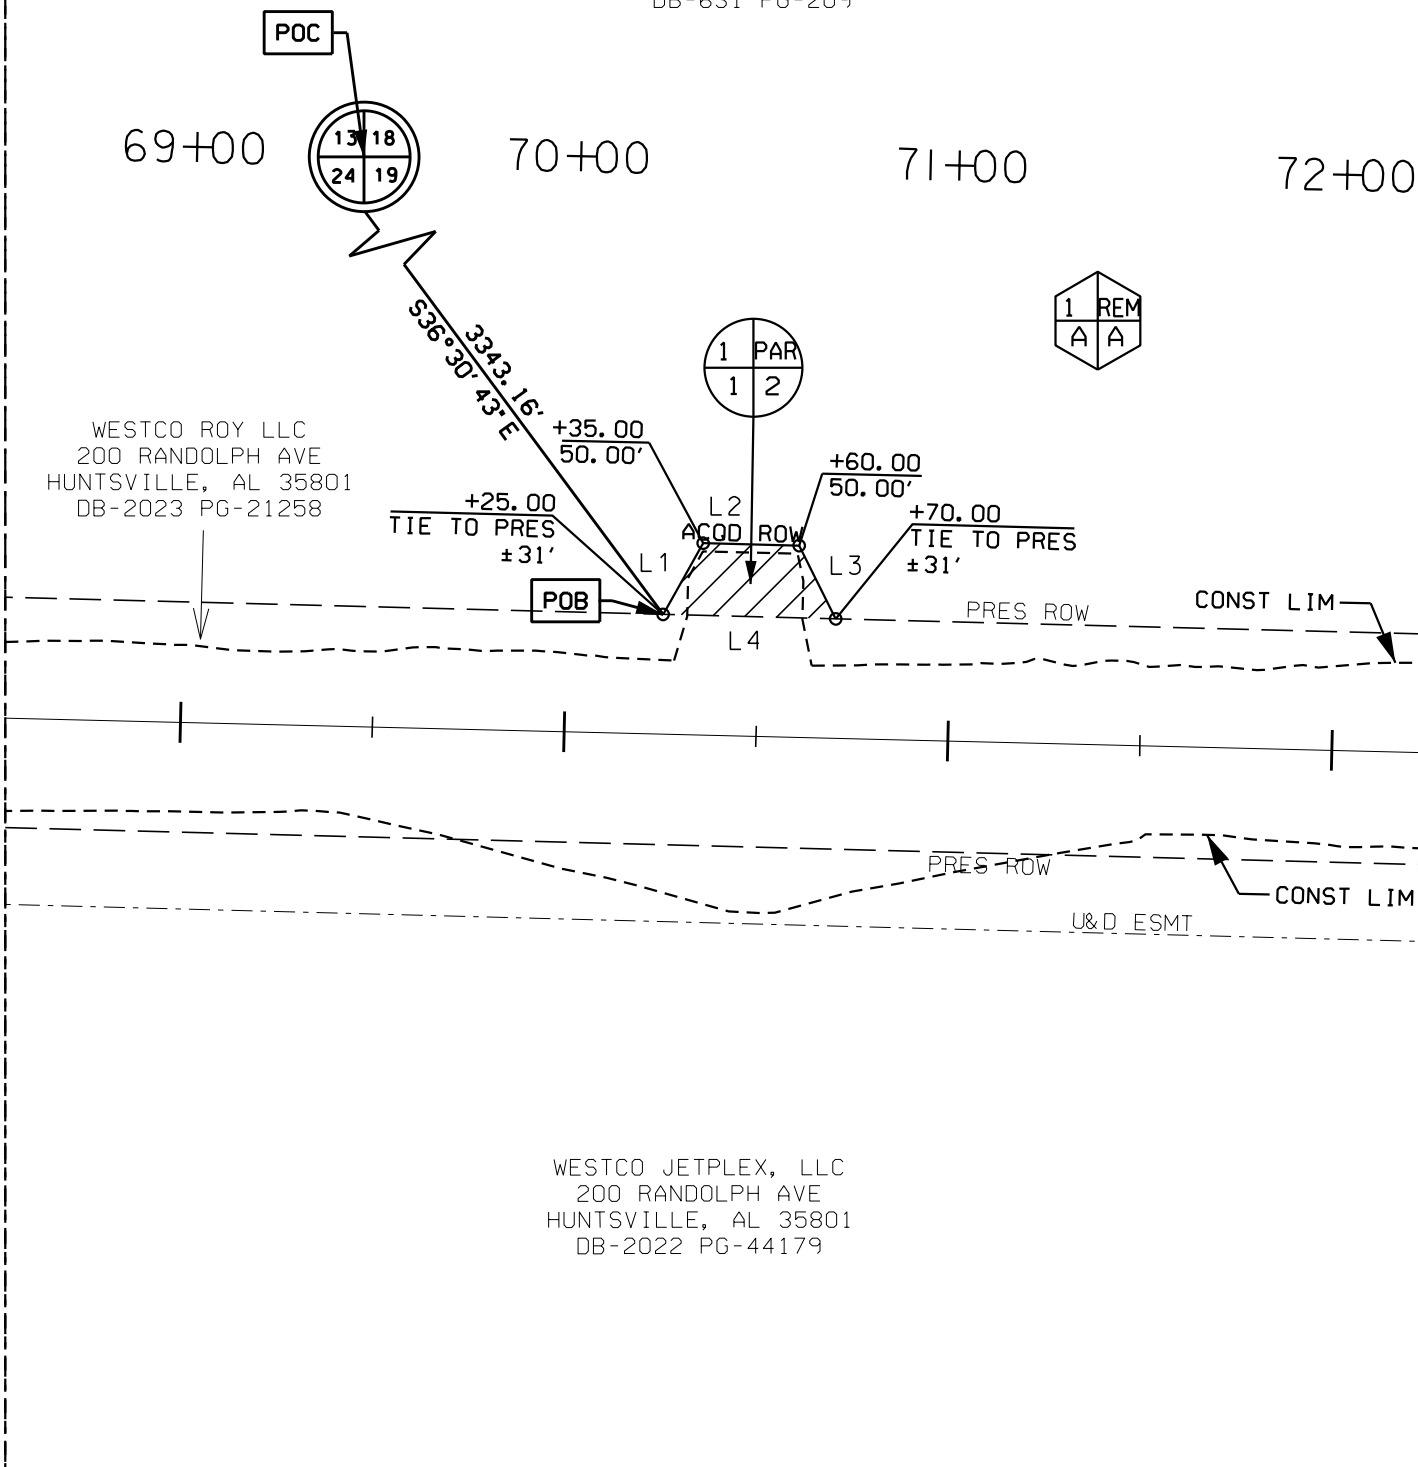 POC
69+00
13 18
24 19
70+00
71+00
72+00
S36°30'43"E
3343.16'
1 REM
A A
1 PAR
1 2
WESTCO ROY LLC
200 RANDOLPH AVE
HUNTSVILLE, AL 35801
DB-2023 PG-21258
+35.00
50.00'
+60.00
50.00'
+25.00
TIE TO PRES
±31'
+70.00
TIE TO PRES
±31'
L2
ACQD ROW
L1
L3
POB
L4
PRES ROW
CONST LIM
PRES ROW
CONST LIM
U&D ESMT
WESTCO JETPLEX, LLC
200 RANDOLPH AVE
HUNTSVILLE, AL 35801
DB-2022 PG-44179